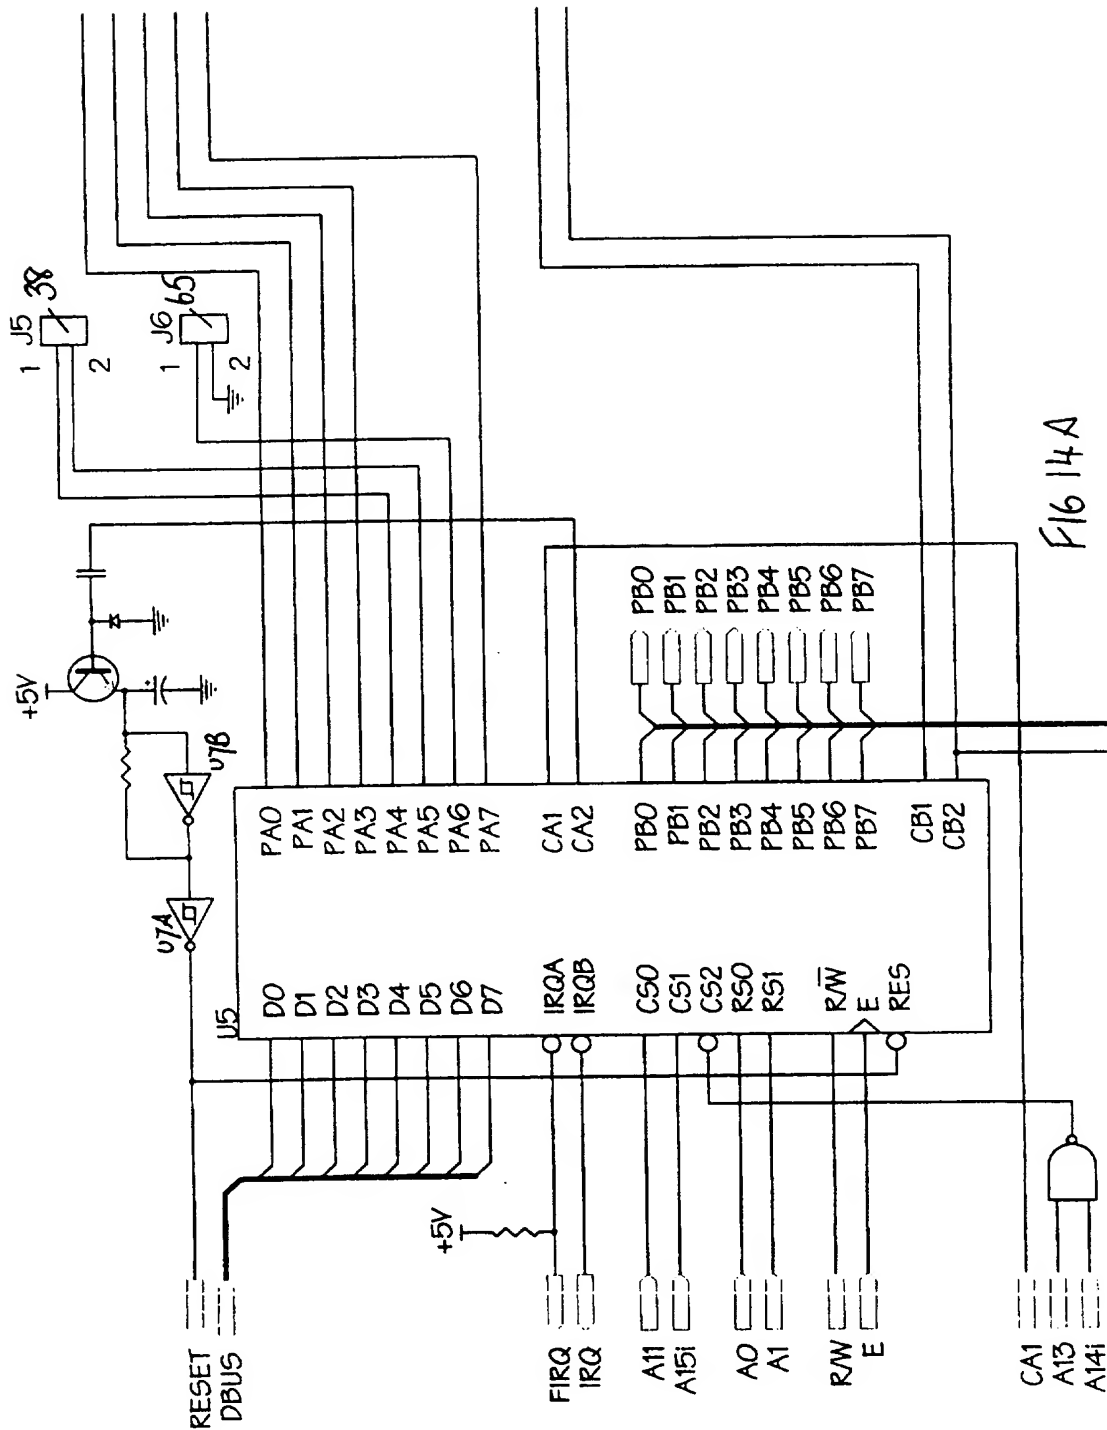 RESET
DBUS
FIRQ
IRQ
A11
A15i
A0
A1
R/W
E
CA1
A13
A14i
+5V
U7A
U7B
+5V
U5
D0
D1
D2
D3
D4
D5
D6
D7
IRQA
IRQB
CS0
CS1
CS2
RS0
RS1
R/W̅
E
RES
PA0
PA1
PA2
PA3
PA4
PA5
PA6
PA7
CA1
CA2
PB0
PB1
PB2
PB3
PB4
PB5
PB6
PB7
CB1
CB2
PB0
PB1
PB2
PB3
PB4
PB5
PB6
PB7
1
J5
38
2
1
J6
65
2
FIG 14A